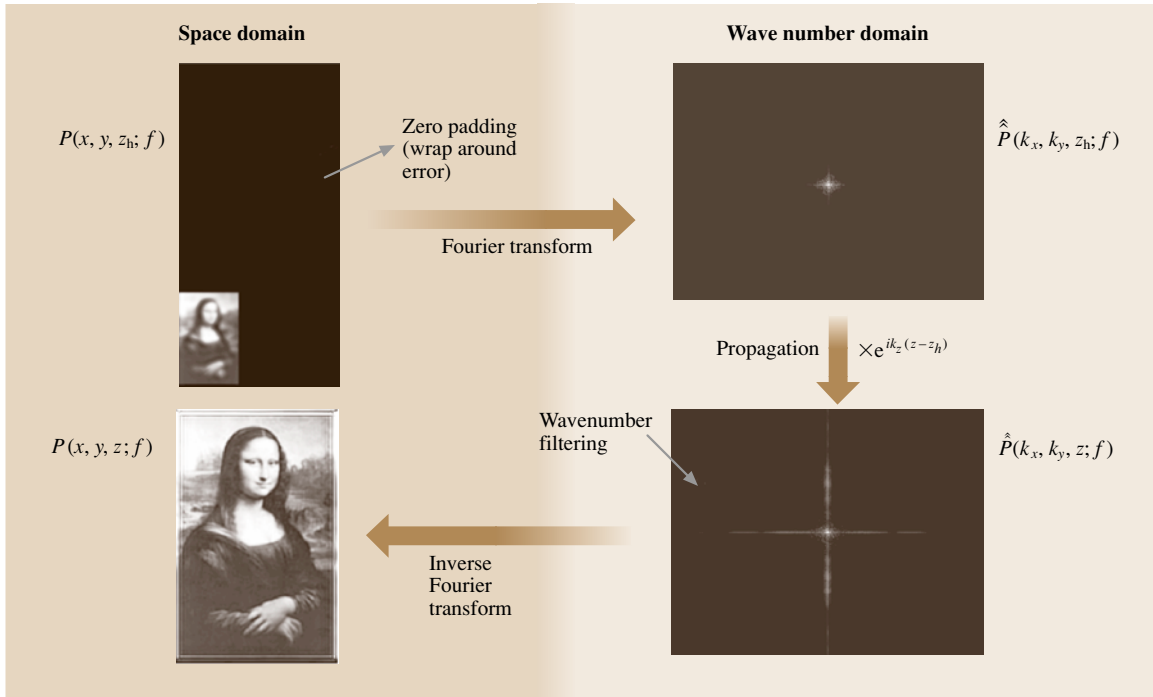 Space domain
Wave number domain
P(x, y, z_h; f)
Zero padding
(wrap around
error)
Fourier transform
P̂̂(k_x, k_y, z_h; f)
Propagation
×e^{ik_z(z−z_h)}
Wavenumber
filtering
P(x, y, z; f)
P̂̂(k_x, k_y, z; f)
Inverse
Fourier
transform